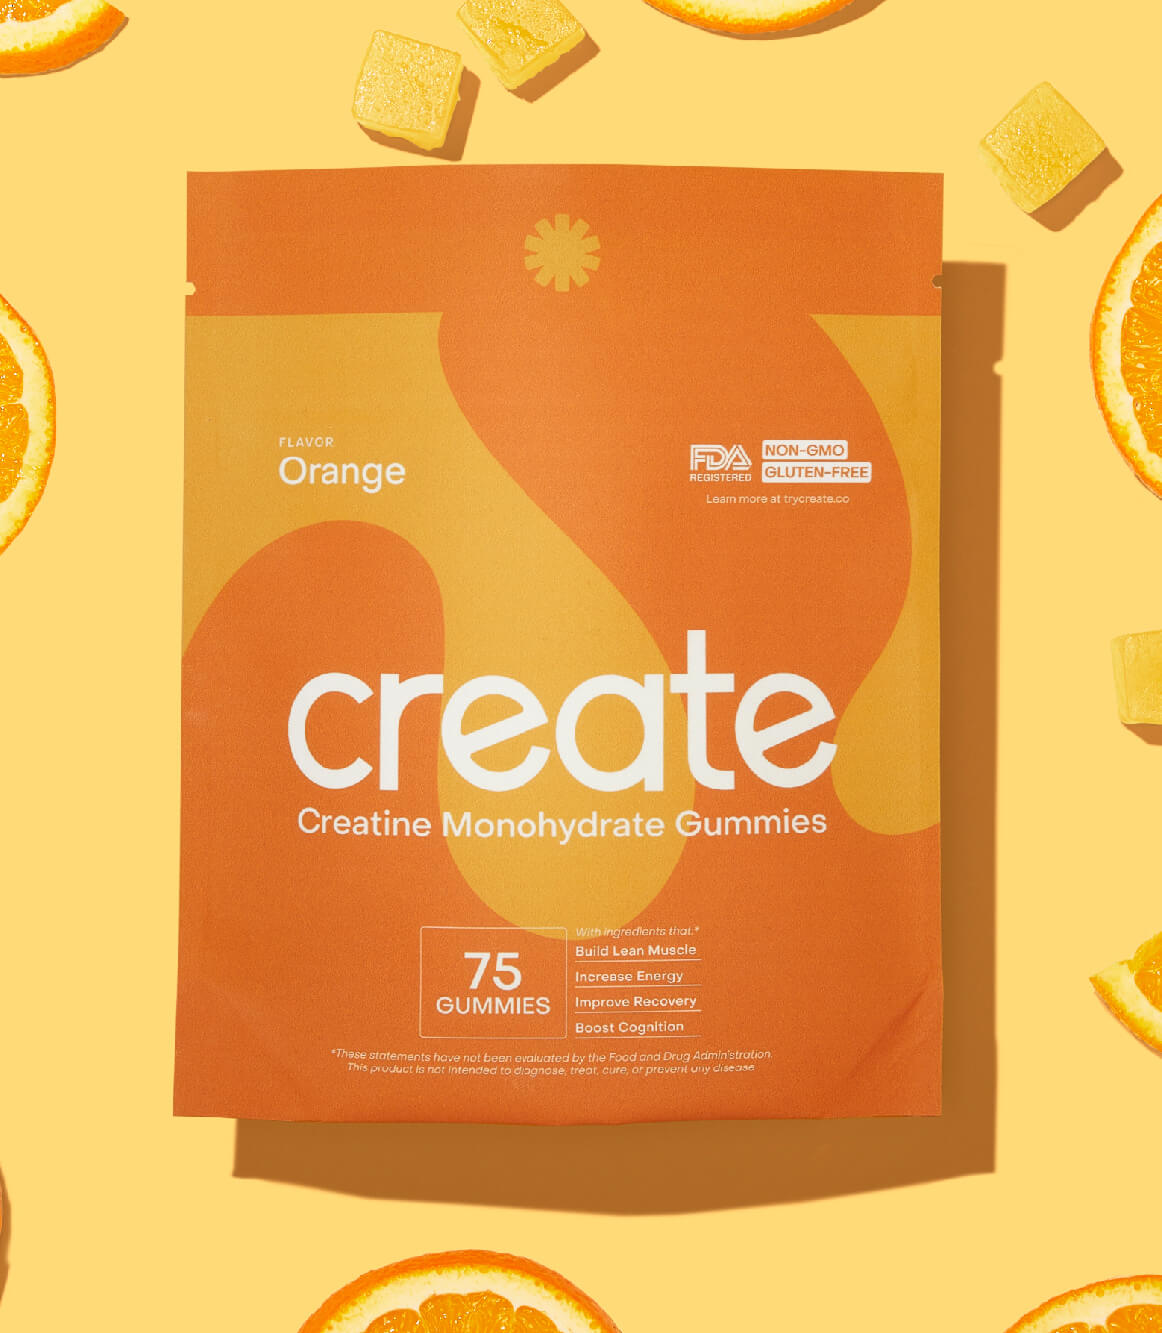 FLAVOR
Orange
FDA
REGISTERED
NON-GMO
GLUTEN-FREE
Learn more at trycreate.co
create
Creatine Monohydrate Gummies
75
GUMMIES
With ingredients that:*
Build Lean Muscle
Increase Energy
Improve Recovery
Boost Cognition
*These statements have not been evaluated by the Food and Drug Administration.
This product is not intended to diagnose, treat, cure, or prevent any disease